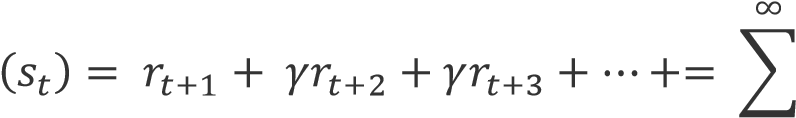 (s_t) = r_{t+1} + γr_{t+2} + γr_{t+3} + ⋯ += ∑^∞